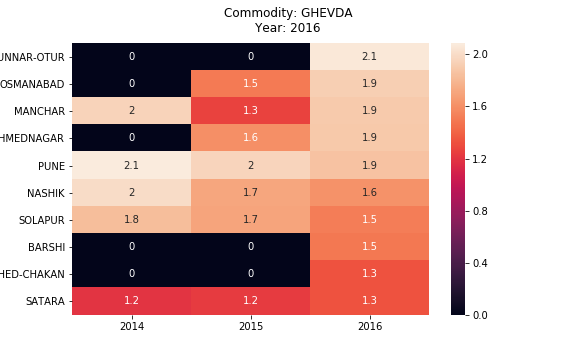 Commodity: GHEVDA
Year: 2016
UNNAR-OTUR 0 0 2.1
OSMANABAD 0 1.5 1.9
MANCHAR 2 1.3 1.9
HMEDNAGAR 0 1.6 1.9
PUNE 2.1 2 1.9
NASHIK 2 1.7 1.6
SOLAPUR 1.8 1.7 1.5
BARSHI 0 0 1.5
HED-CHAKAN 0 0 1.3
SATARA 1.2 1.2 1.3
2014 2015 2016
2.0
1.6
1.2
0.8
0.4
0.0